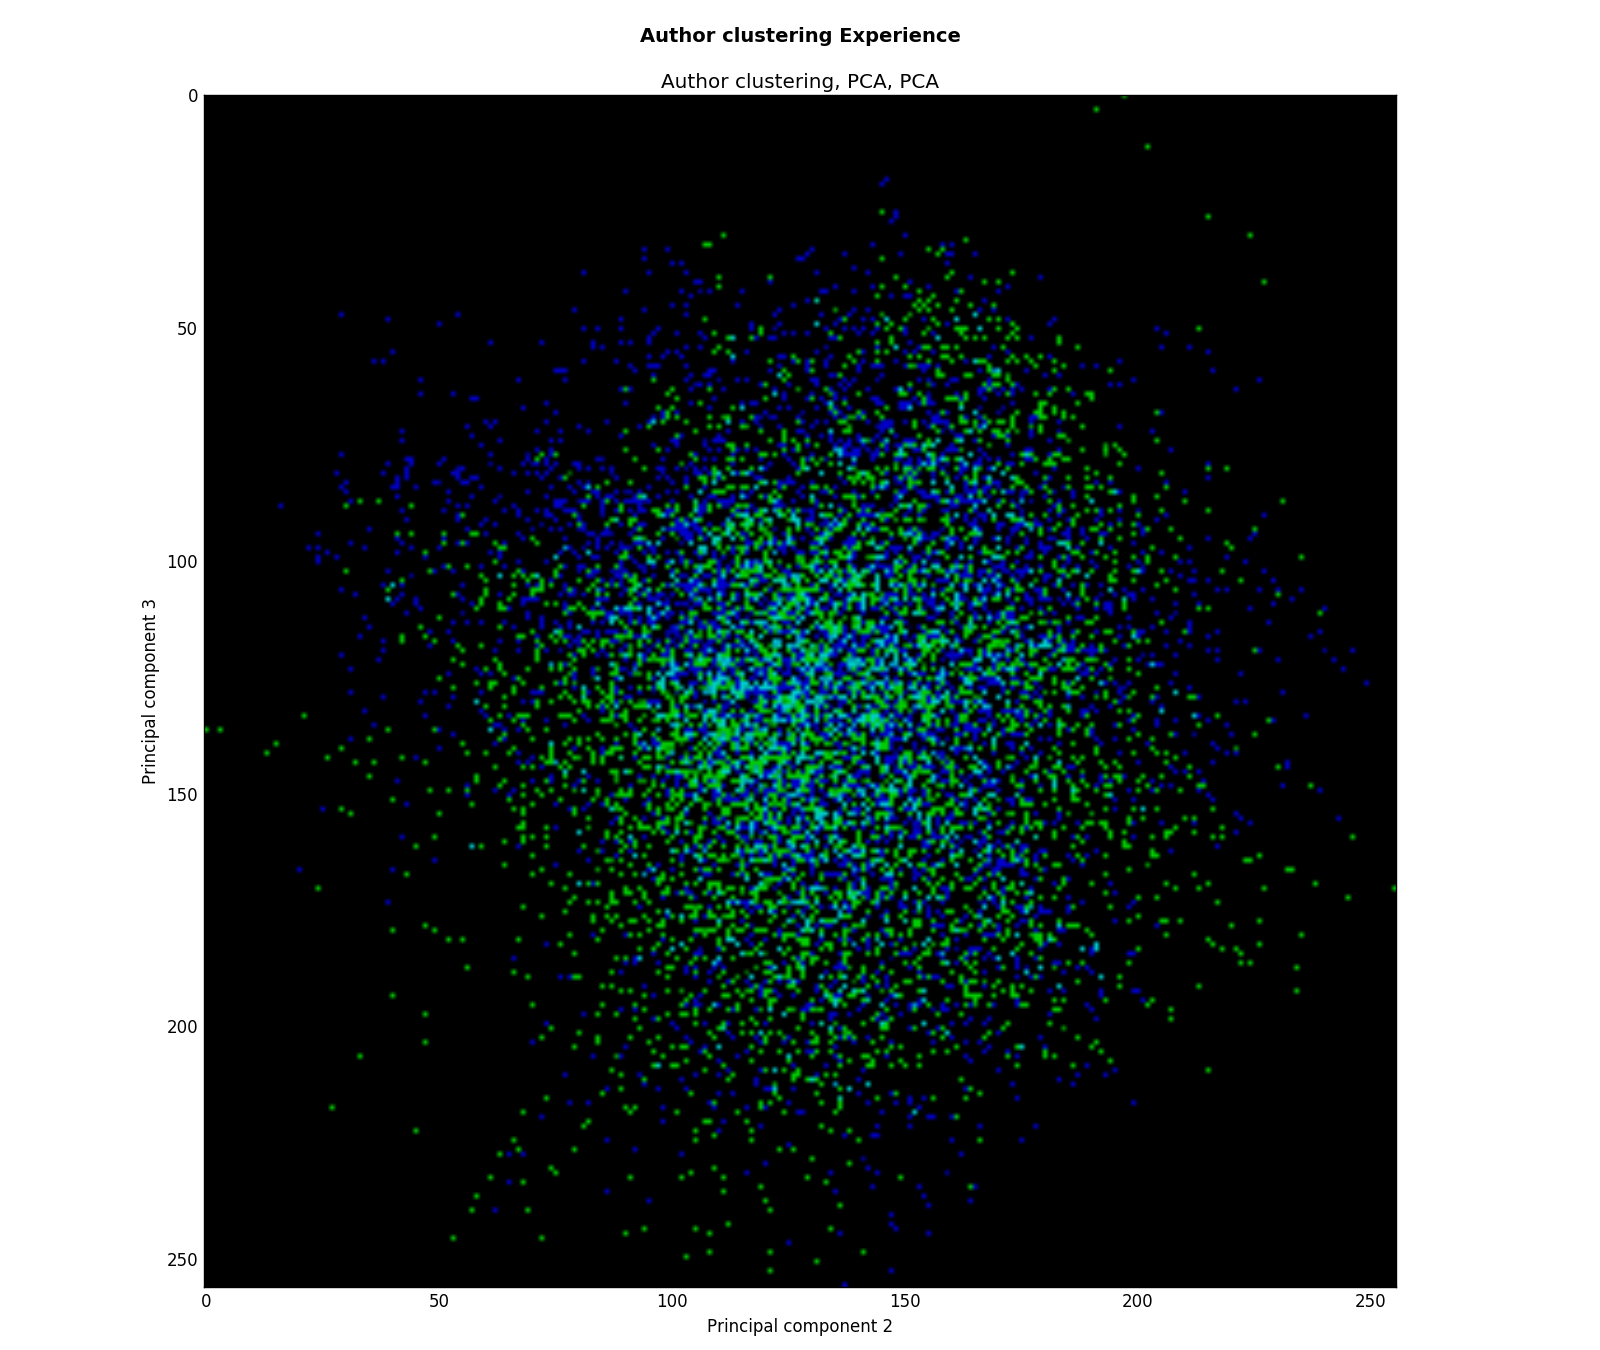 Author clustering Experience
Author clustering, PCA, PCA
0
50
100
150
200
250
Principal component 3
0 50 100 150 200 250
Principal component 2